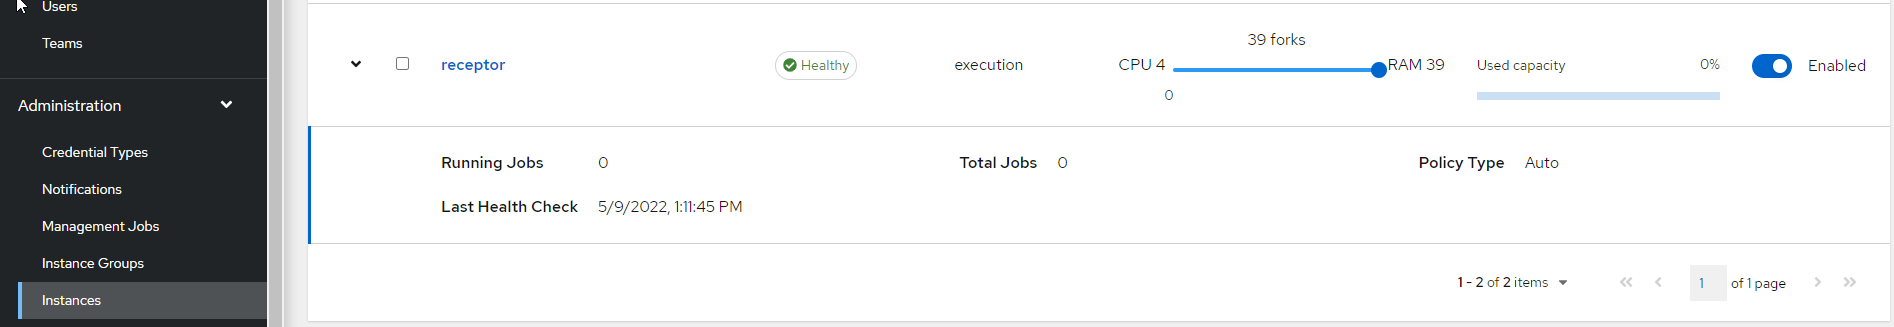 Users
Teams
Administration
Credential Types
Notifications
Management Jobs
Instance Groups
Instances
39 forks
receptor Healthy execution CPU 4 RAM 39 Used capacity 0% Enabled
0
Running Jobs 0 Total Jobs 0 Policy Type Auto
Last Health Check 5/9/2022, 1:11:45 PM
1 - 2 of 2 items 1 of 1 page